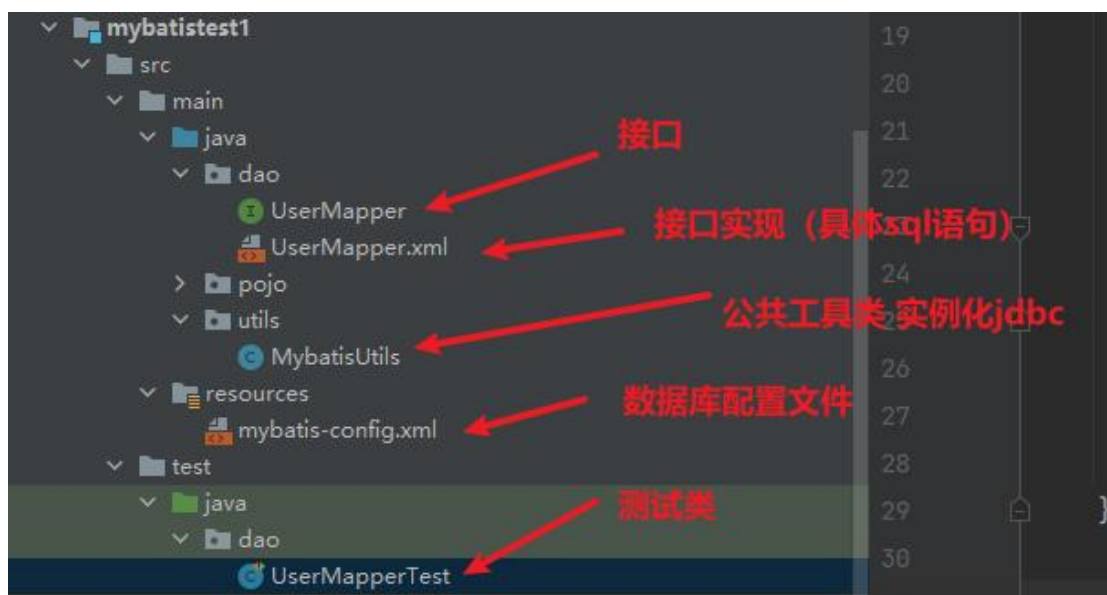 mybatistest1
src
main
java
接口
dao
UserMapper
接口实现（具体sql语句）
UserMapper.xml
pojo
utils
公共工具类 实例化jdbc
MybatisUtils
resources
数据库配置文件
mybatis-config.xml
test
java
测试类
dao
UserMapperTest
19
20
21
22
23
24
25
26
27
28
29
}
30